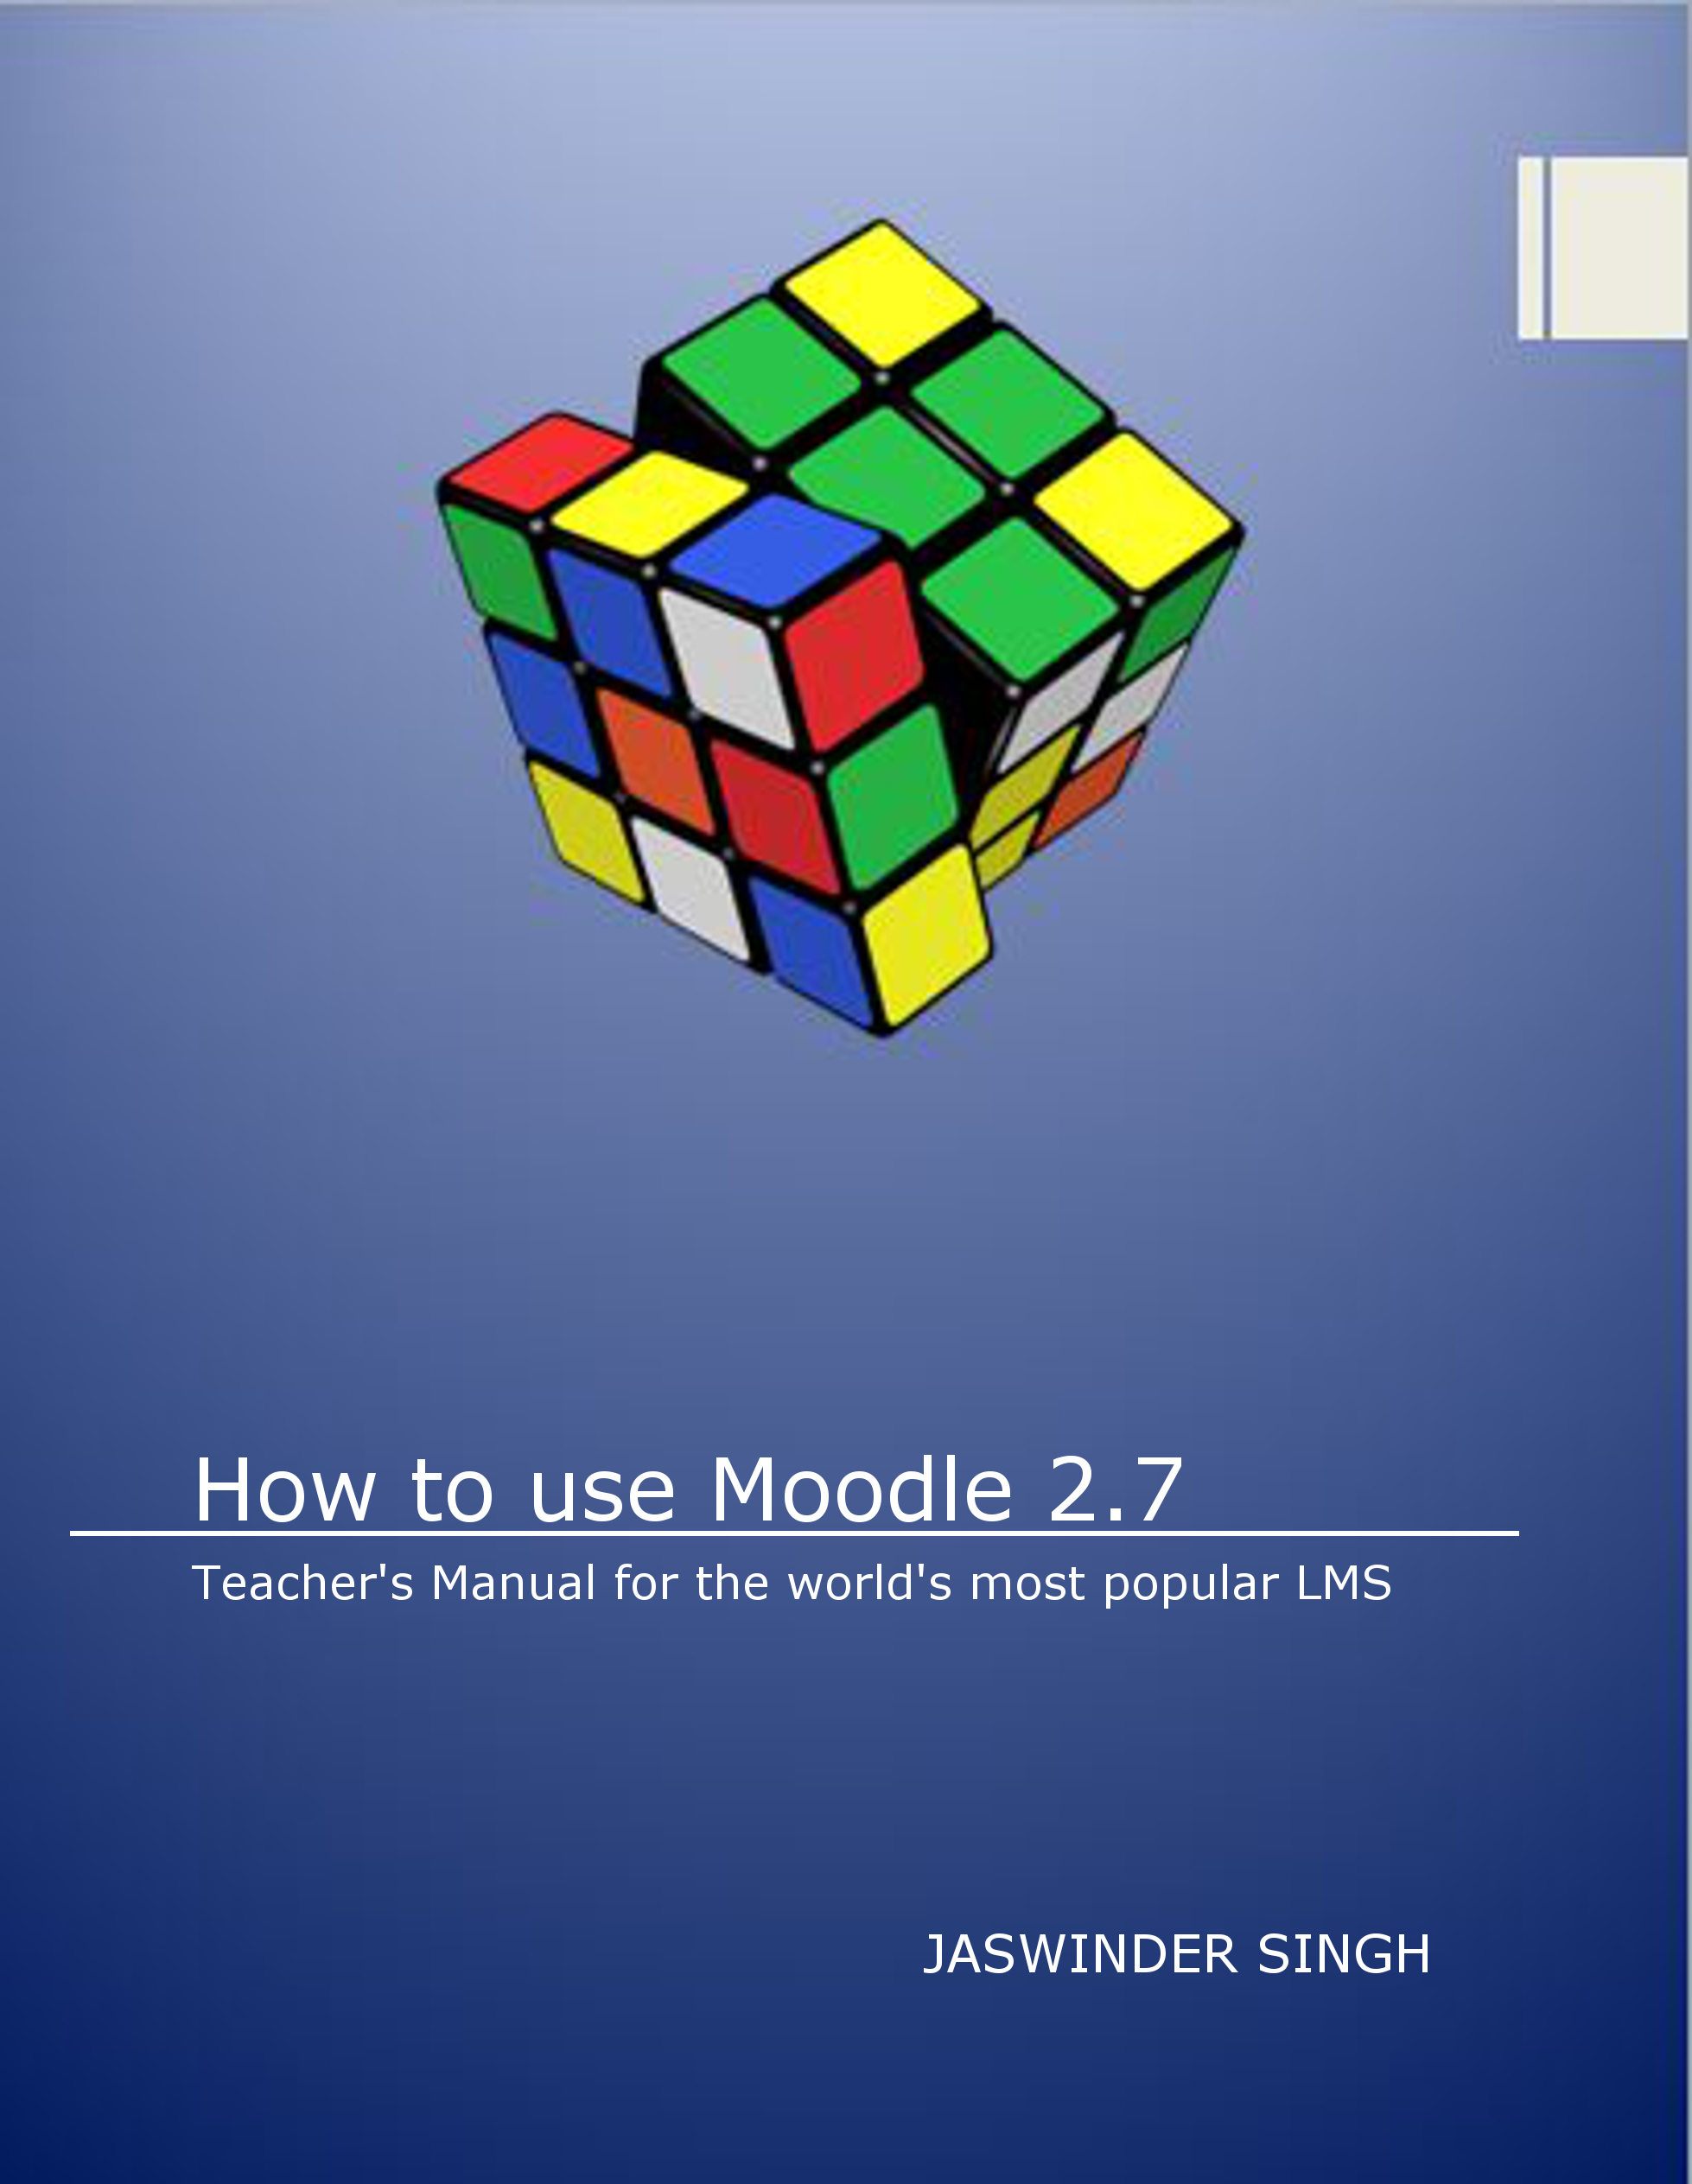 How to use Moodle 2.7
Teacher's Manual for the world's most popular LMS
JASWINDER SINGH